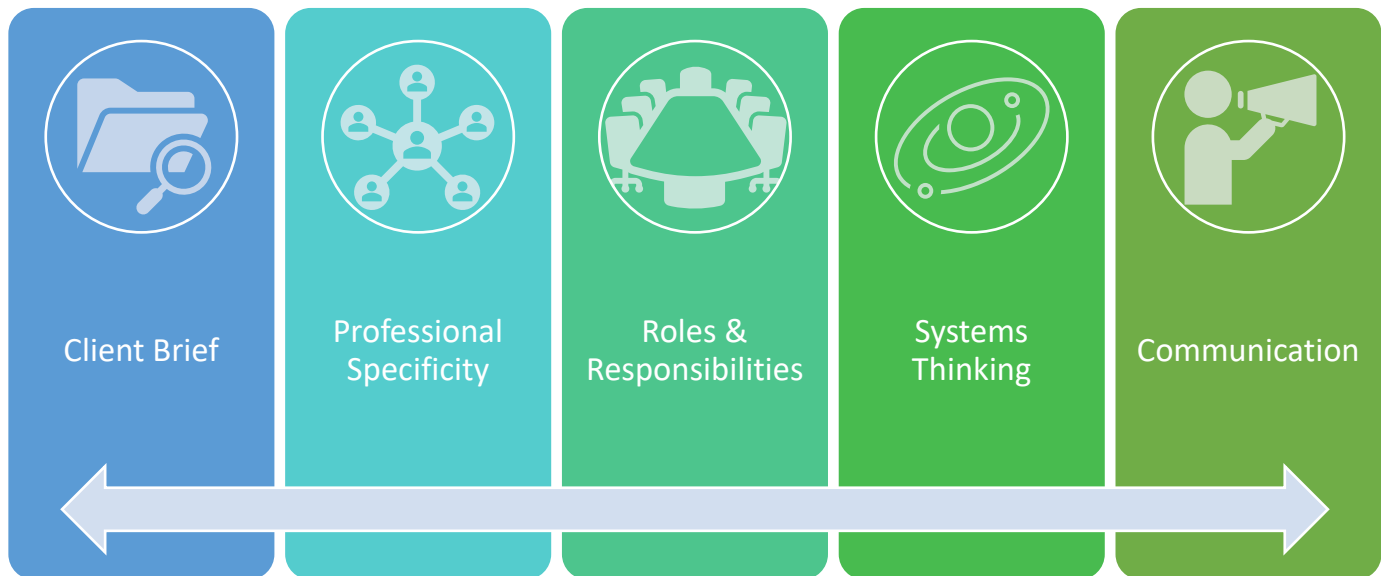 Client Brief
Professional
Specificity
Roles &
Responsibilities
Systems
Thinking
Communication